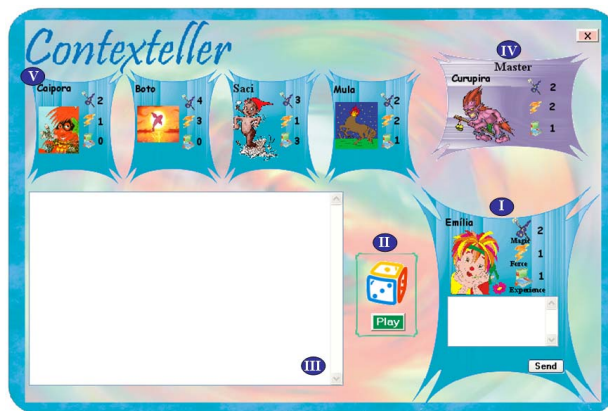 Contexteller
X
V
Caipora
2
1
0
Boto
4
3
0
Saci
3
1
3
Mula
2
2
1
IV
Master
Curupira
2
2
1
I
Emília
2
Magic
1
Force
1
Experience
II
Play
III
Send